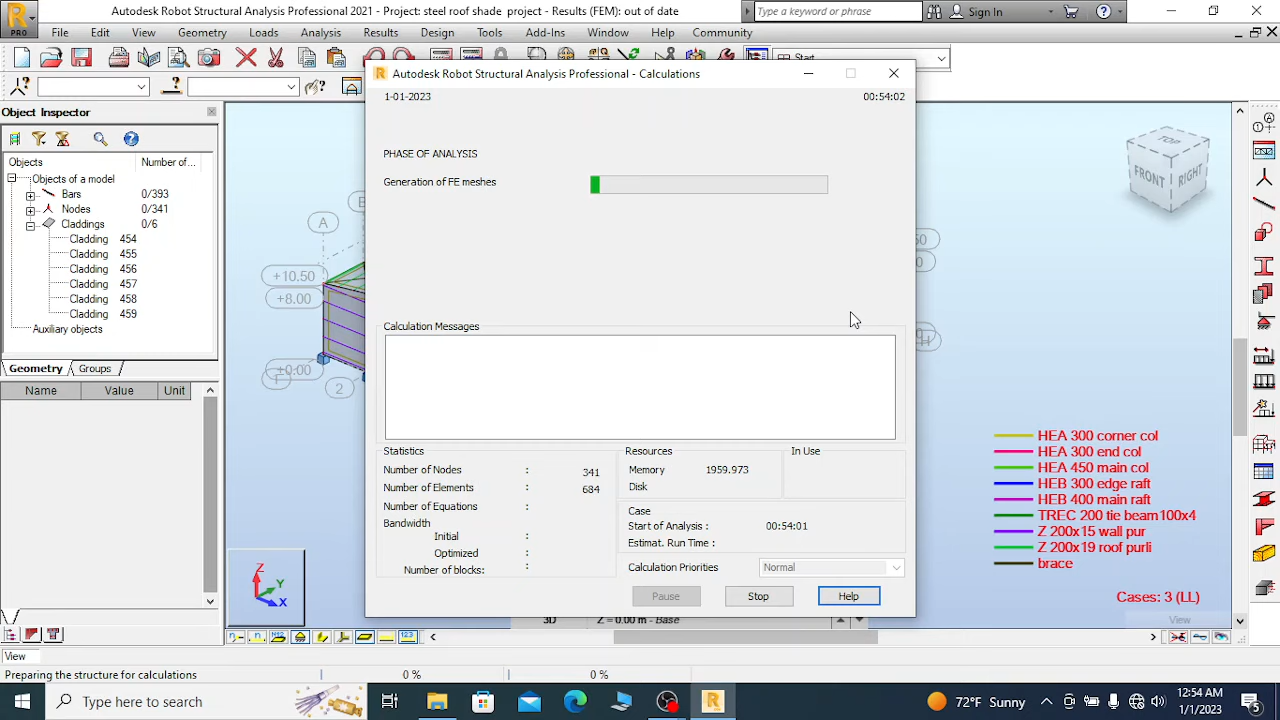 Autodesk Robot Structural Analysis Professional 2021 - Project: steel roof shade project - Results (FEM): out of date
Type a keyword or phrase
Sign In
PRO
File Edit View Geometry Loads Analysis Results Design Tools Add-Ins Window Help Community
Start
Object Inspector
Objects Number of...
Objects of a model
Bars 0/393
Nodes 0/341
Claddings 0/6
Cladding 454
Cladding 455
Cladding 456
Cladding 457
Cladding 458
Cladding 459
Auxiliary objects
Geometry Groups
Name Value Unit
Autodesk Robot Structural Analysis Professional - Calculations
1-01-2023 00:54:02
PHASE OF ANALYSIS
Generation of FE meshes
Calculation Messages
Statistics
Number of Nodes : 341
Number of Elements : 684
Number of Equations :
Bandwidth
Initial :
Optimized :
Number of blocks: :
Resources In Use
Memory 1959.973
Disk
Case
Start of Analysis : 00:54:01
Estimat. Run Time :
Calculation Priorities Normal
Pause Stop Help
A
+10.50
+8.00
±0.00
2
H
TOP
FRONT
RIGHT
HEA 300 corner col
HEA 300 end col
HEA 450 main col
HEB 300 edge raft
HEB 400 main raft
TREC 200 tie beam100x4
Z 200x15 wall pur
Z 200x19 roof purli
brace
Cases: 3 (LL)
Z
Y
X
3D Z = 0.00 m - Base
View
View
Preparing the structure for calculations 0 % 0 %
Type here to search
72°F Sunny
12:54 AM
1/1/2023
5